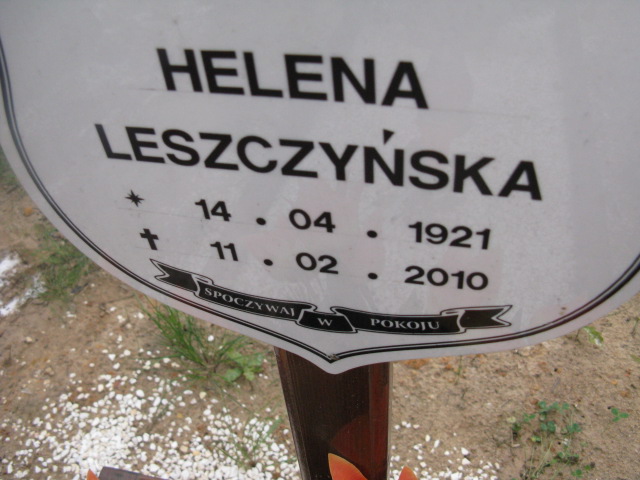 HELENA
LESZCZYŃSKA
* 14 . 04 . 1921
✝ 11 . 02 . 2010
SPOCZYWAJ W POKOJU